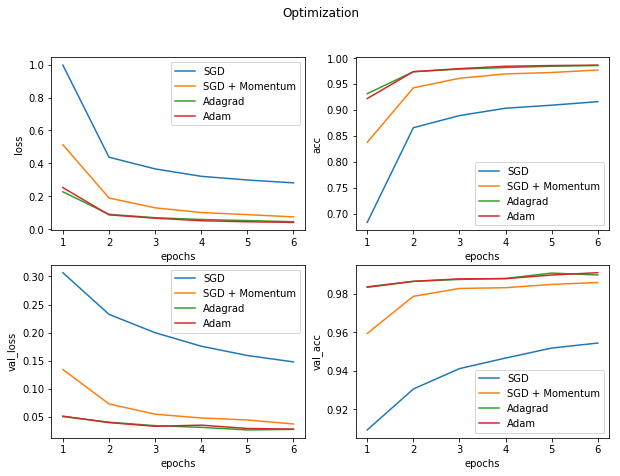 Optimization
loss
1.0
0.8
0.6
0.4
0.2
0.0
SGD
SGD + Momentum
Adagrad
Adam
1 2 3 4 5 6
epochs
acc
1.00
0.95
0.90
0.85
0.80
0.75
0.70
SGD
SGD + Momentum
Adagrad
Adam
1 2 3 4 5 6
epochs
val_loss
0.30
0.25
0.20
0.15
0.10
0.05
SGD
SGD + Momentum
Adagrad
Adam
1 2 3 4 5 6
epochs
val_acc
0.98
0.96
0.94
0.92
SGD
SGD + Momentum
Adagrad
Adam
1 2 3 4 5 6
epochs